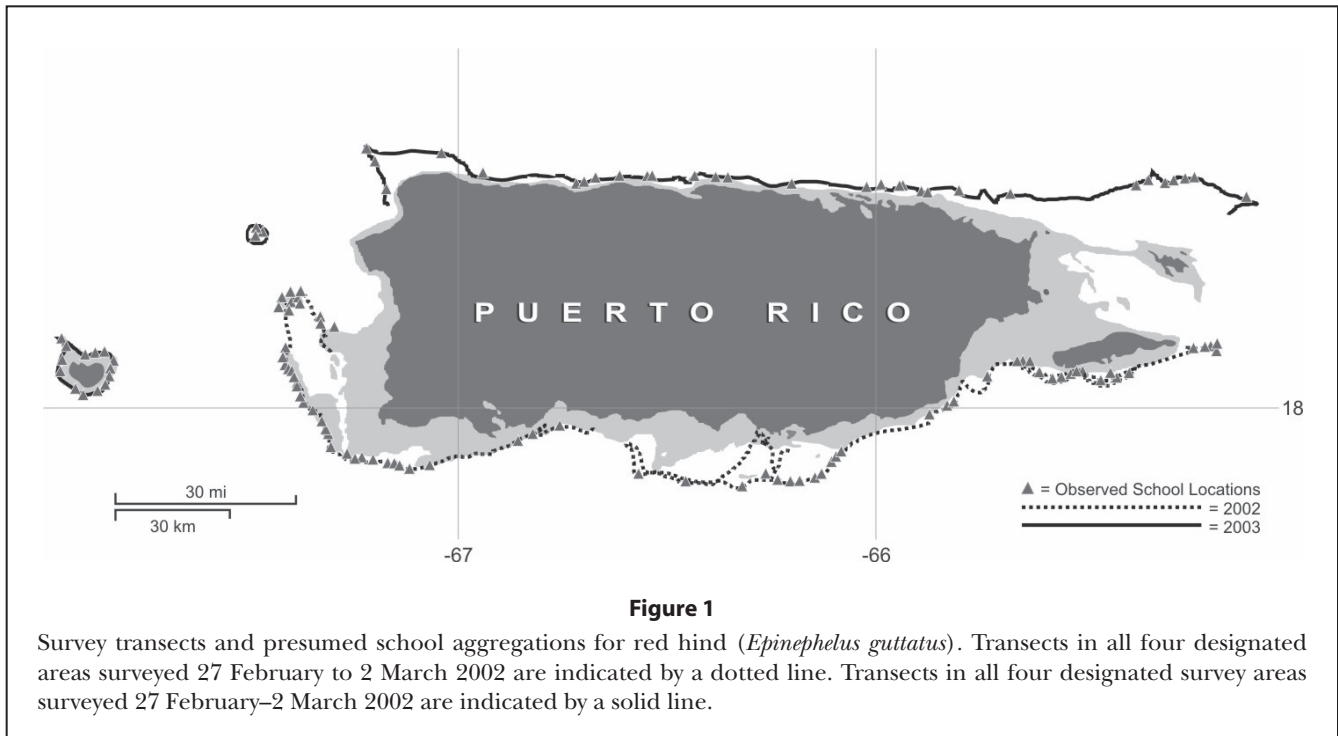 PUERTO RICO
18
30 mi
30 km
▲ = Observed School Locations
= 2002
= 2003
-67
-66
Figure 1
Survey transects and presumed school aggregations for red hind (Epinephelus guttatus). Transects in all four designated
areas surveyed 27 February to 2 March 2002 are indicated by a dotted line. Transects in all four designated survey areas
surveyed 27 February–2 March 2002 are indicated by a solid line.